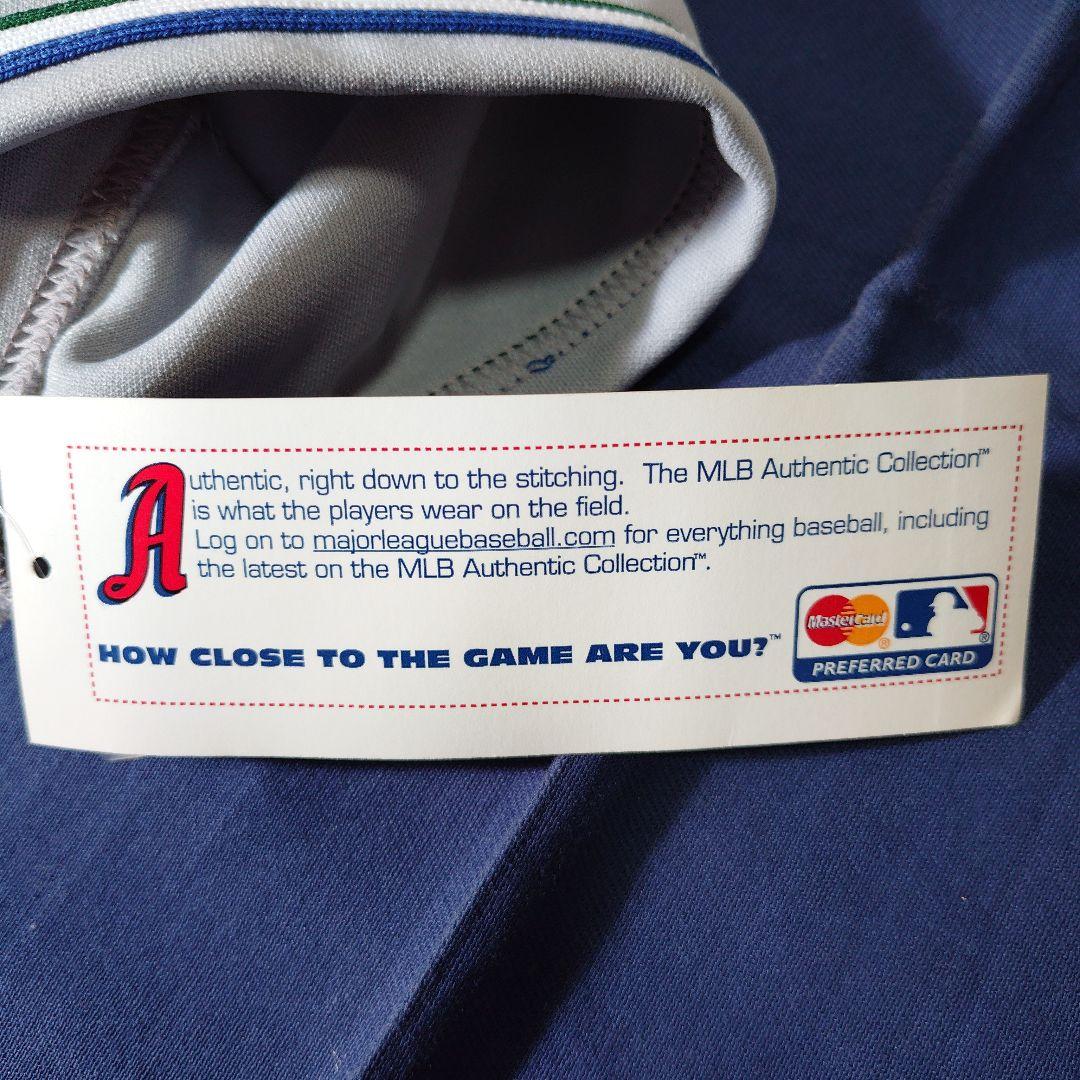 Authentic, right down to the stitching. The MLB Authentic Collection™
is what the players wear on the field.
Log on to majorleaguebaseball.com for everything baseball, including
the latest on the MLB Authentic Collection™.
HOW CLOSE TO THE GAME ARE YOU?™
MasterCard ®
®
PREFERRED CARD